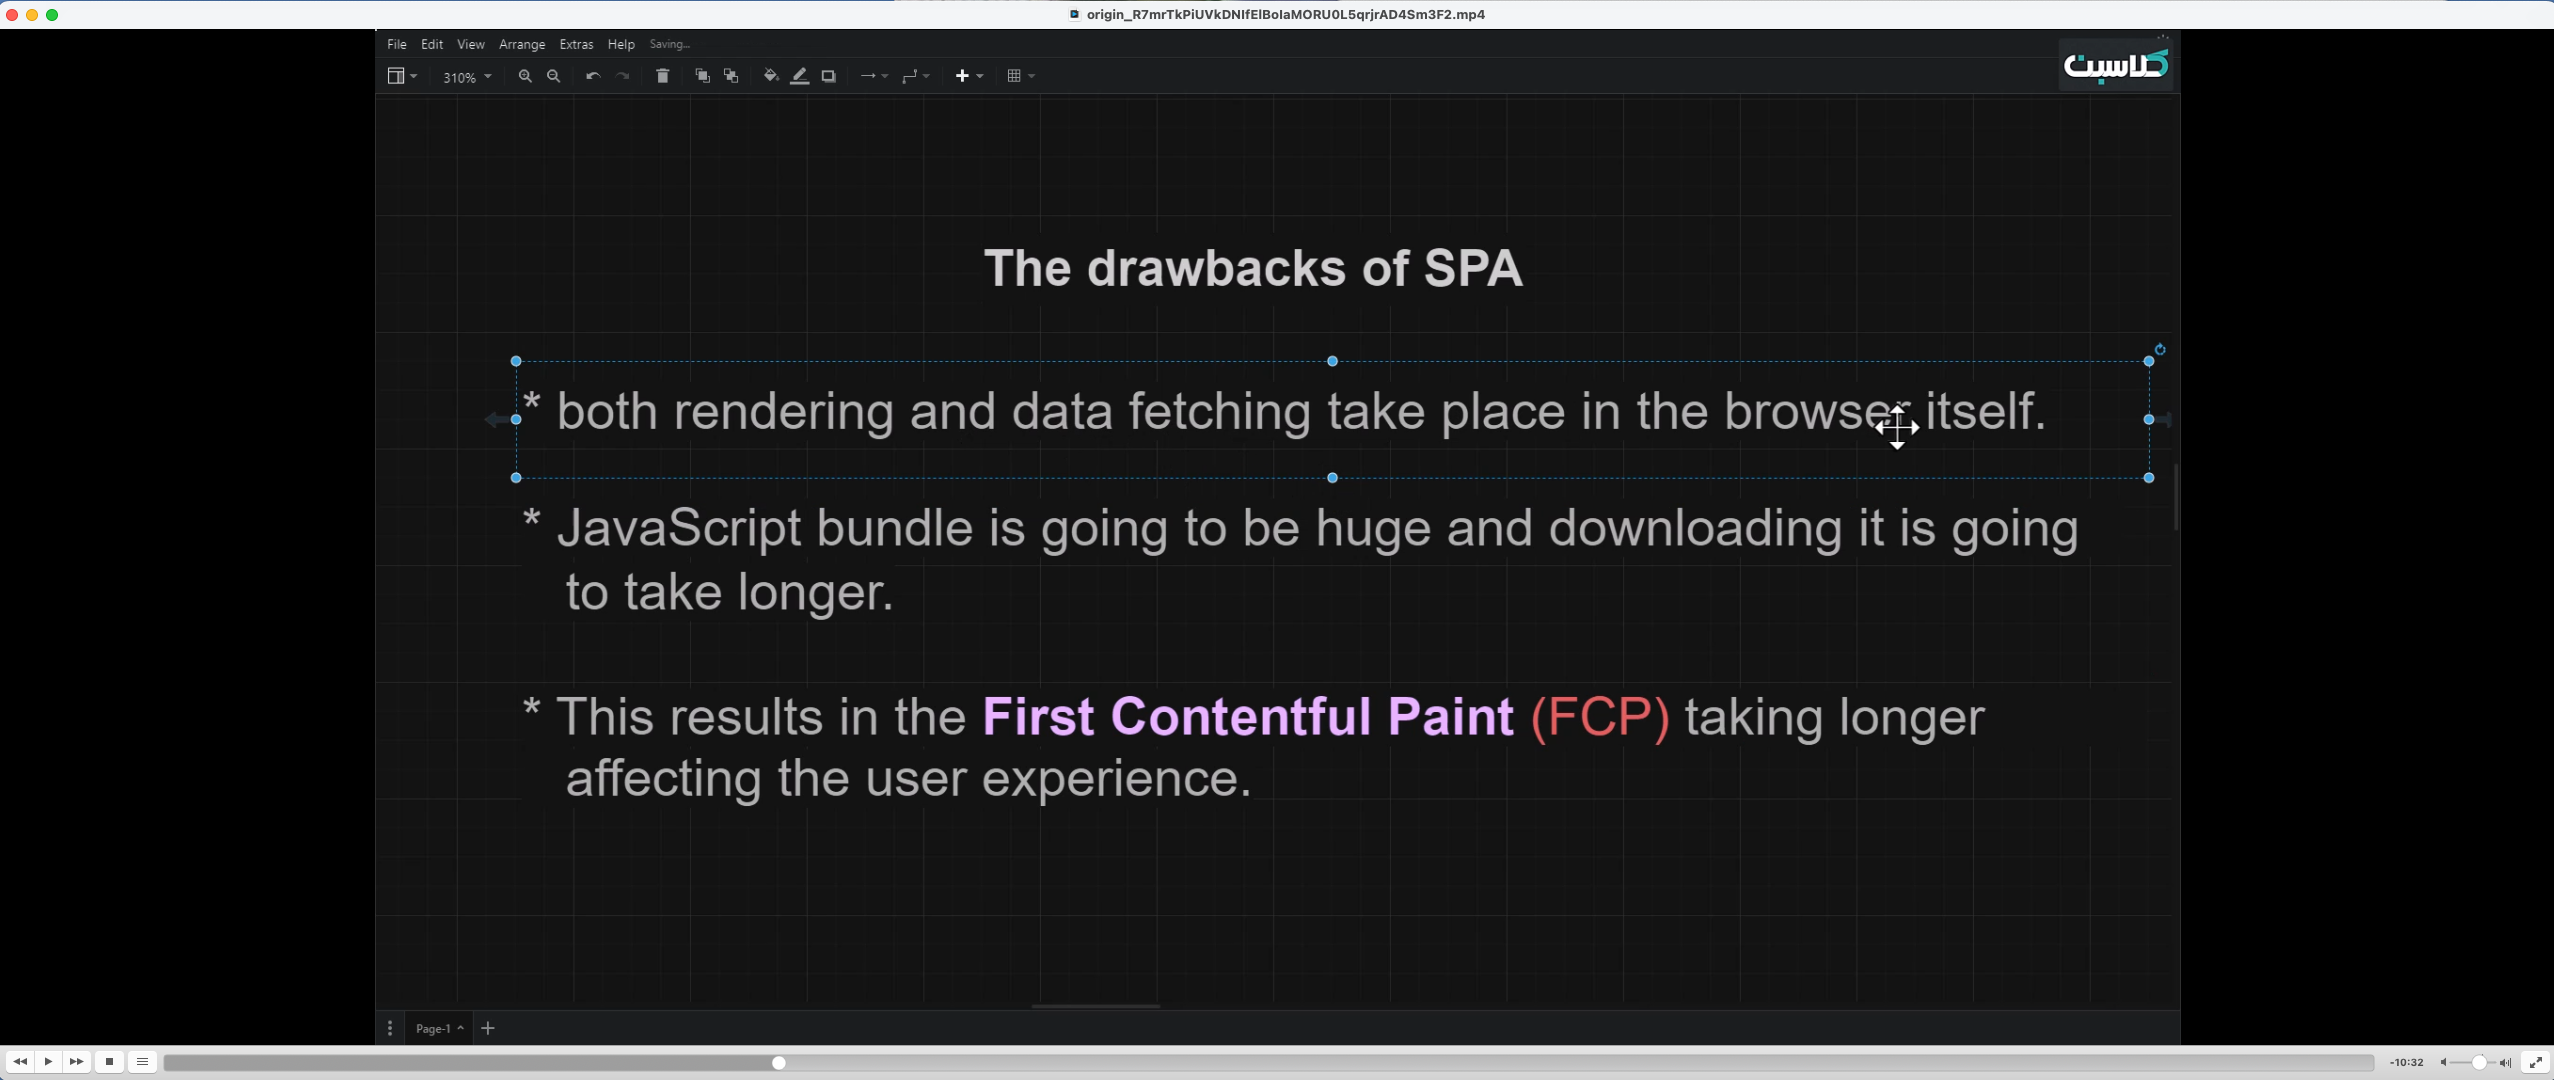 origin_R7mrTkPiUVkDNIfEIBolaMORU0L5qrjrAD4Sm3F2.mp4
File Edit View Arrange Extras Help Saving...
کلاسبت
310%
The drawbacks of SPA
* both rendering and data fetching take place in the browser itself.
* JavaScript bundle is going to be huge and downloading it is going
to take longer.
* This results in the First Contentful Paint (FCP) taking longer
affecting the user experience.
Page-1
-10:32